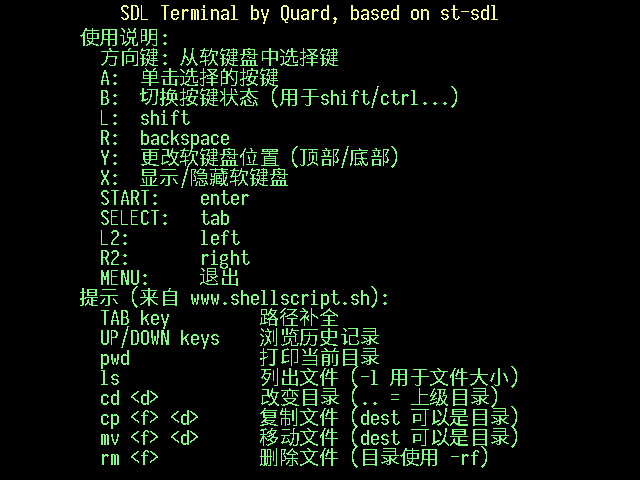 SDL Terminal by Quard, based on st-sdl
使用说明:
方向键: 从软键盘中选择键
A: 单击选择的按键
B: 切换按键状态 (用于shift/ctrl...)
L: shift
R: backspace
Y: 更改软键盘位置 (顶部/底部)
X: 显示/隐藏软键盘
START: enter
SELECT: tab
L2: left
R2: right
MENU: 退出
提示 (来自 www.shellscript.sh):
TAB key 路径补全
UP/DOWN keys 浏览历史记录
pwd 打印当前目录
ls 列出文件 (-l 用于文件大小)
cd <d> 改变目录 (.. = 上级目录)
cp <f> <d> 复制文件 (dest 可以是目录)
mv <f> <d> 移动文件 (dest 可以是目录)
rm <f> 删除文件 (目录使用 -rf)